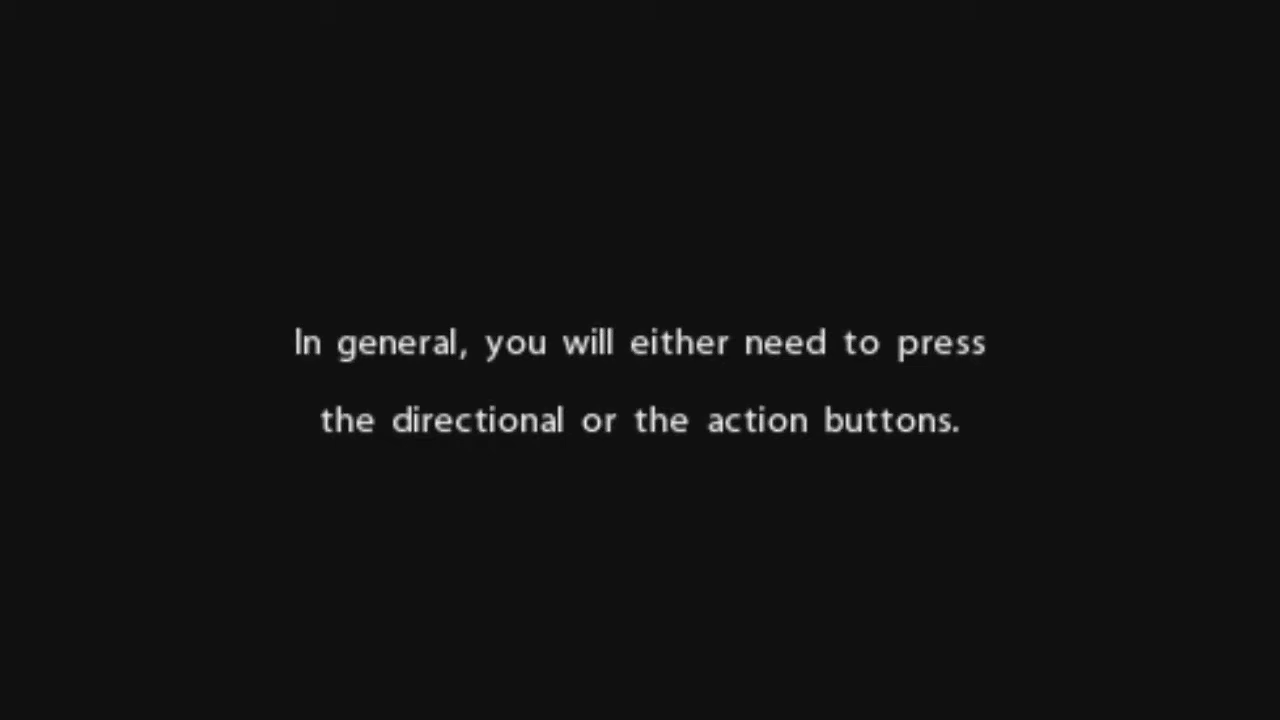 In general, you will either need to press
the directional or the action buttons.